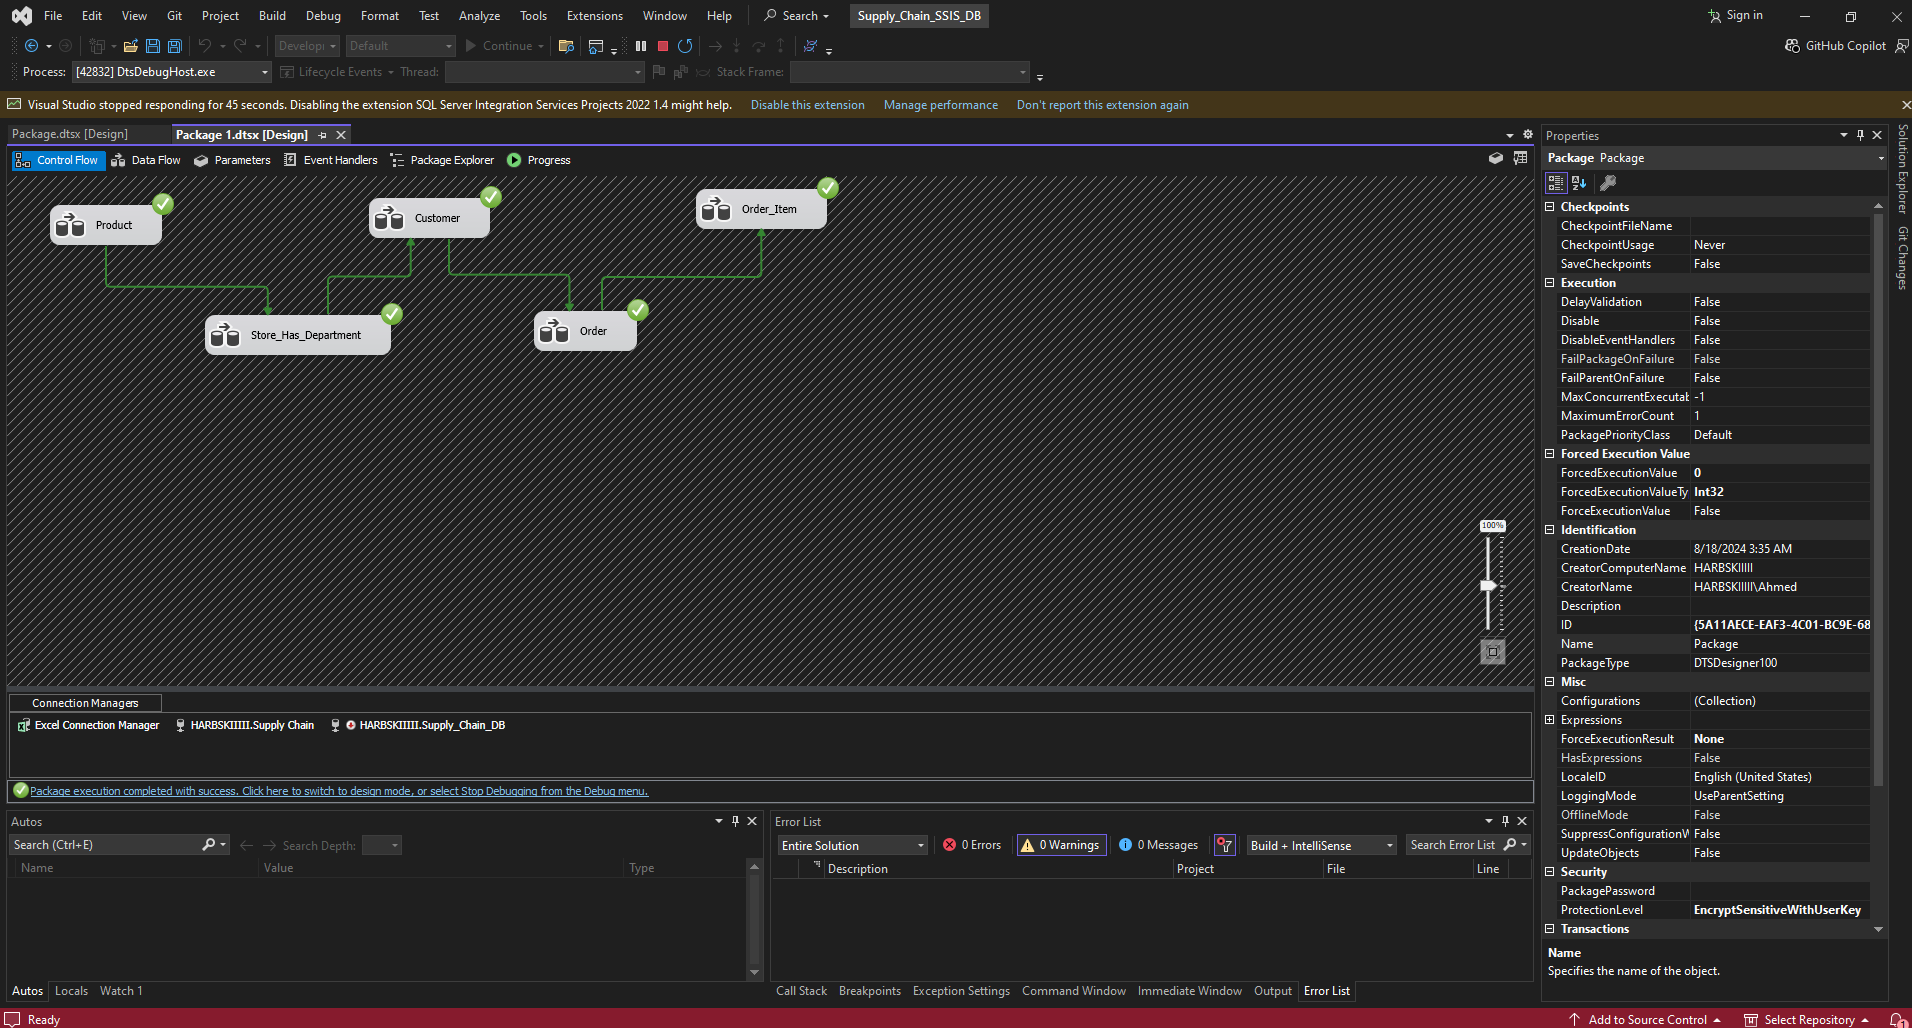 File Edit View Git Project Build Debug Format Test Analyze Tools Extensions Window Help Search Supply_Chain_SSIS_DB Sign in
Develop Default Continue GitHub Copilot
Process: [42832] DtsDebugHost.exe Lifecycle Events Thread: Stack Frame:
Visual Studio stopped responding for 45 seconds. Disabling the extension SQL Server Integration Services Projects 2022 1.4 might help. Disable this extension Manage performance Don't report this extension again
Package.dtsx [Design] Package 1.dtsx [Design]
Control Flow Data Flow Parameters Event Handlers Package Explorer Progress
Product
Customer
Order_Item
Store_Has_Department
Order
100%
Connection Managers
Excel Connection Manager HARBSKIIIII.Supply Chain HARBSKIIIII.Supply_Chain_DB
Package execution completed with success. Click here to switch to design mode, or select Stop Debugging from the Debug menu.
Autos
Search (Ctrl+E) Search Depth:
Name Value Type
Autos Locals Watch 1
Error List
Entire Solution 0 Errors 0 Warnings 0 Messages Build + IntelliSense Search Error List
Description Project File Line
Call Stack Breakpoints Exception Settings Command Window Immediate Window Output Error List
Properties
Package Package
Checkpoints
CheckpointFileName
CheckpointUsage Never
SaveCheckpoints False
Execution
DelayValidation False
Disable False
DisableEventHandlers False
FailPackageOnFailure False
FailParentOnFailure False
MaxConcurrentExecutab -1
MaximumErrorCount 1
PackagePriorityClass Default
Forced Execution Value
ForcedExecutionValue 0
ForcedExecutionValueTy Int32
ForceExecutionValue False
Identification
CreationDate 8/18/2024 3:35 AM
CreatorComputerName HARBSKIIIII
CreatorName HARBSKIIIII\Ahmed
Description
ID {5A11AECE-EAF3-4C01-BC9E-68
Name Package
PackageType DTSDesigner100
Misc
Configurations (Collection)
Expressions
ForceExecutionResult None
HasExpressions False
LocaleID English (United States)
LoggingMode UseParentSetting
OfflineMode False
SuppressConfigurationW False
UpdateObjects False
Security
PackagePassword
ProtectionLevel EncryptSensitiveWithUserKey
Transactions
Name
Specifies the name of the object.
Solution Explorer
Git Changes
Ready Add to Source Control Select Repository 1